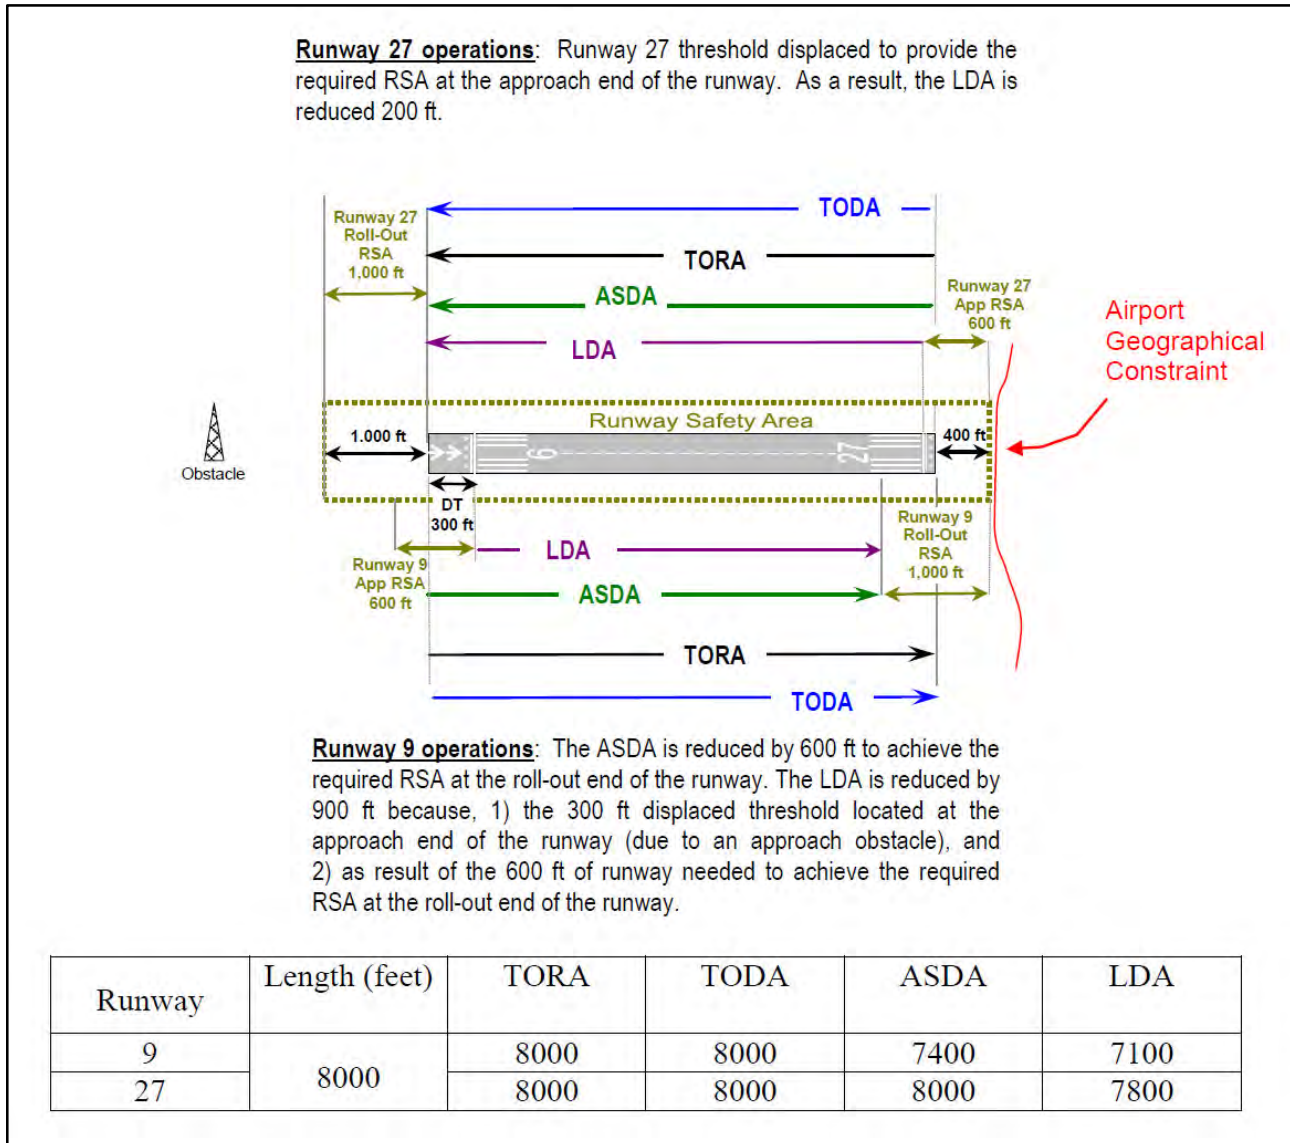 Runway 27 operations: Runway 27 threshold displaced to provide the
required RSA at the approach end of the runway. As a result, the LDA is
reduced 200 ft.
TODA
Runway 27
Roll-Out
RSA
1,000 ft
TORA
ASDA
Runway 27
App RSA
600 ft
LDA
Airport
Geographical
Constraint
Runway Safety Area
1.000 ft
400 ft
9
27
Obstacle
DT
300 ft
Runway 9
Roll-Out
RSA
1,000 ft
LDA
Runway 9
App RSA
600 ft
ASDA
TORA
TODA
Runway 9 operations: The ASDA is reduced by 600 ft to achieve the
required RSA at the roll-out end of the runway. The LDA is reduced by
900 ft because, 1) the 300 ft displaced threshold located at the
approach end of the runway (due to an approach obstacle), and
2) as result of the 600 ft of runway needed to achieve the required
RSA at the roll-out end of the runway.
Runway Length (feet) TORA TODA ASDA LDA
9 8000 8000 8000 7400 7100
27 8000 8000 8000 7800